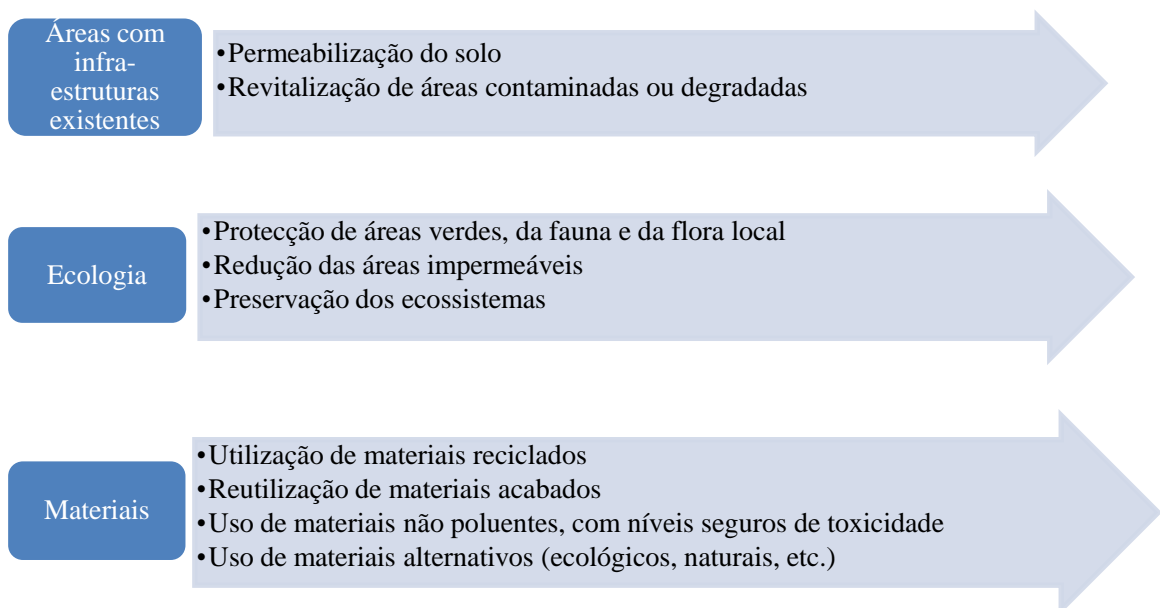 Áreas com
infra-
estruturas
existentes
•Permeabilização do solo
•Revitalização de áreas contaminadas ou degradadas
Ecologia
•Protecção de áreas verdes, da fauna e da flora local
•Redução das áreas impermeáveis
•Preservação dos ecossistemas
Materiais
•Utilização de materiais reciclados
•Reutilização de materiais acabados
•Uso de materiais não poluentes, com níveis seguros de toxicidade
•Uso de materiais alternativos (ecológicos, naturais, etc.)